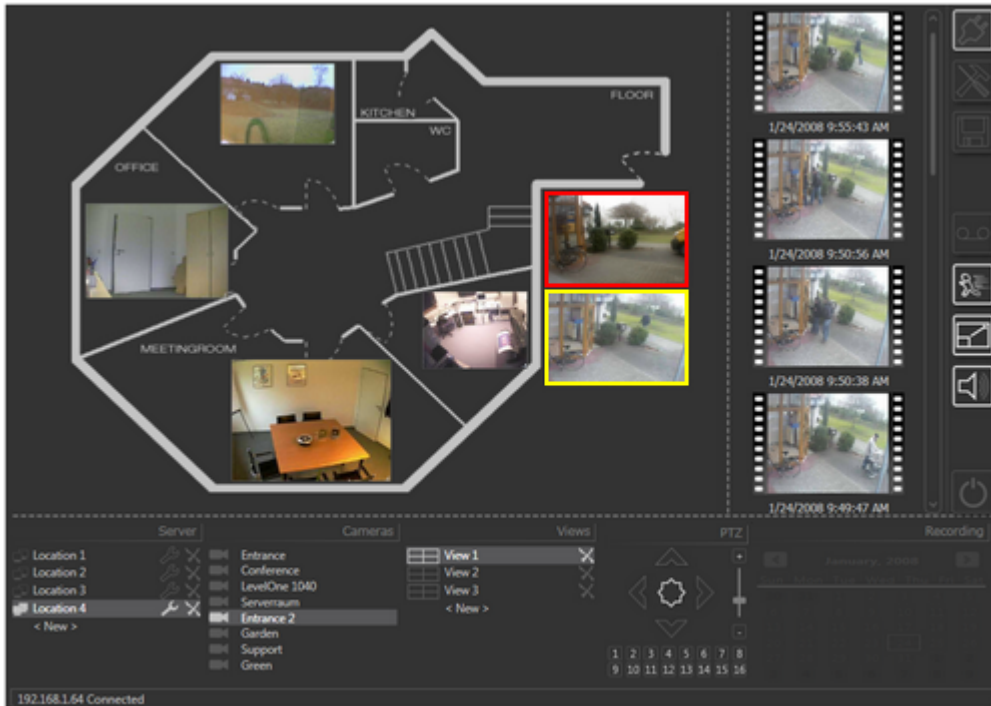 KITCHEN
WC
FLOOR
OFFICE
MEETINGROOM
1/24/2008 9:55:43 AM
1/24/2008 9:50:56 AM
1/24/2008 9:50:38 AM
1/24/2008 9:49:47 AM
Server
Location 1
Location 2
Location 3
Location 4
< New >
Cameras
Entrance
Conference
LevelOne 1040
Serverraum
Entrance 2
Garden
Support
Green
Views
View 1
View 2
View 3
< New >
PTZ
+
-
1 2 3 4 5 6 7 8
9 10 11 12 13 14 15 16
Recording
January, 2008
192.168.1.64 Connected